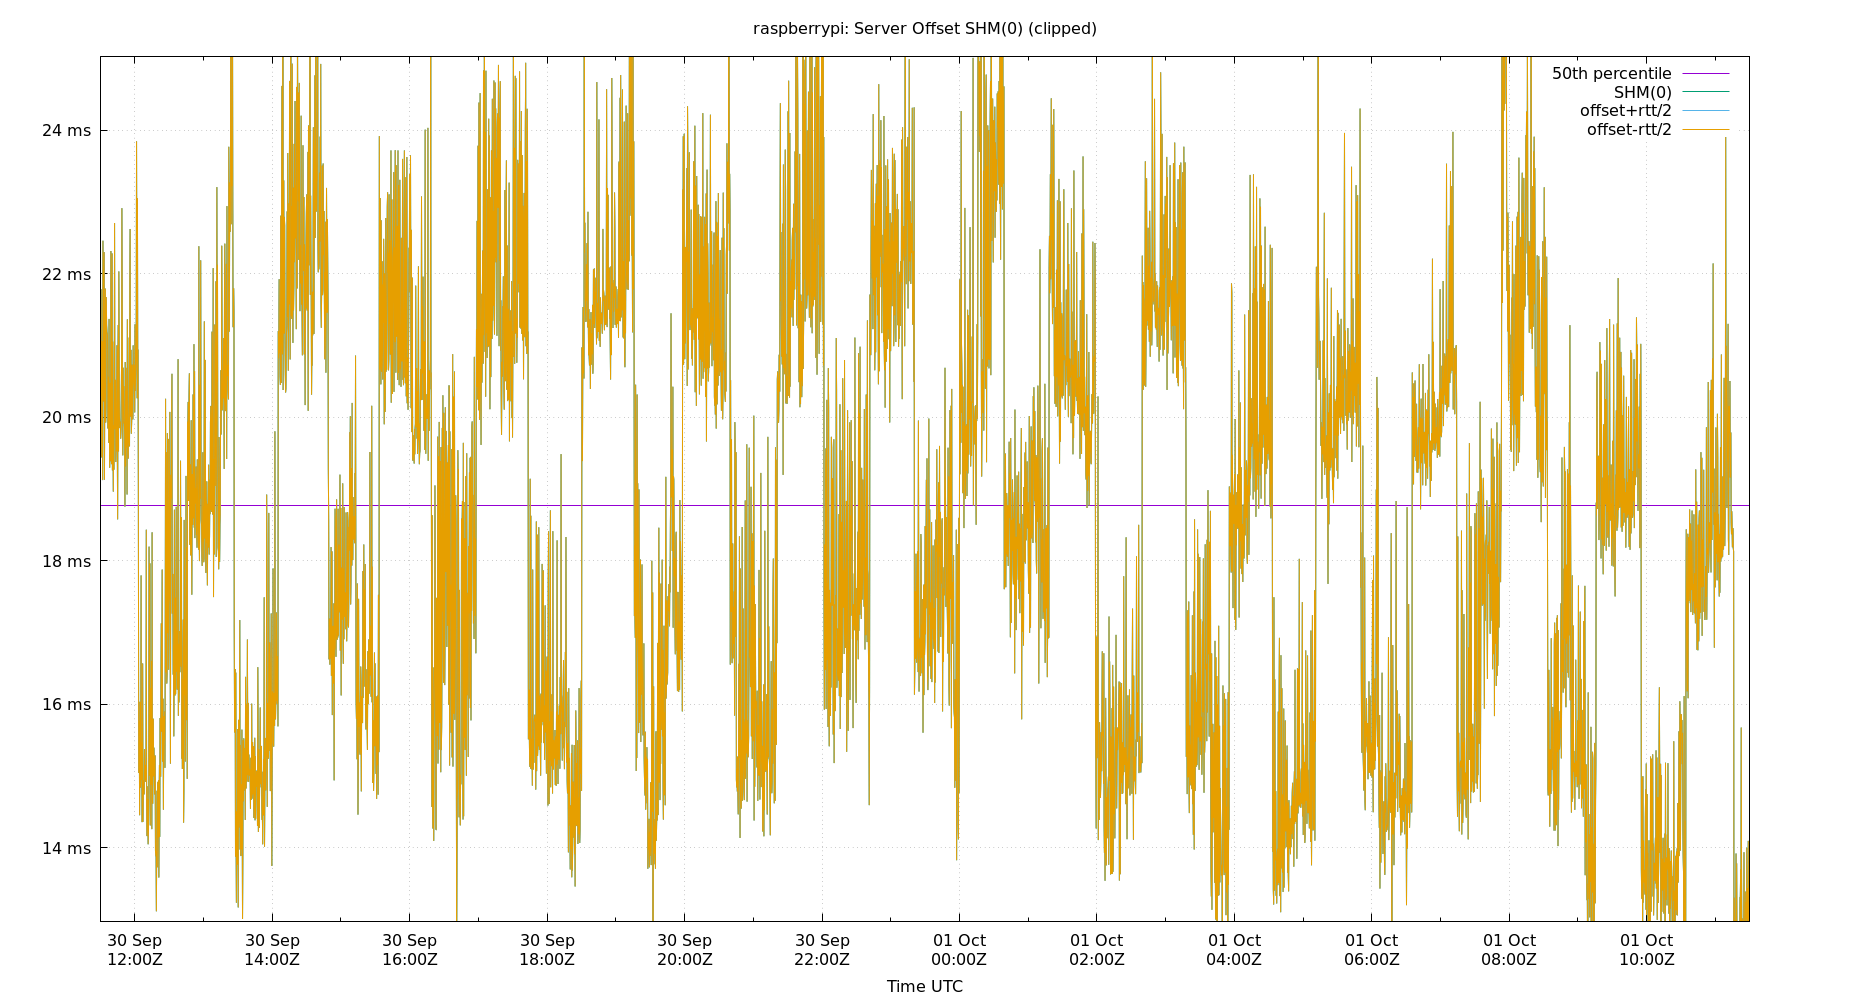 raspberrypi: Server Offset SHM(0) (clipped)
50th percentile
SHM(0)
offset+rtt/2
offset-rtt/2
24 ms
22 ms
20 ms
18 ms
16 ms
14 ms
30 Sep 30 Sep 30 Sep 30 Sep 30 Sep 30 Sep 01 Oct 01 Oct 01 Oct 01 Oct 01 Oct 01 Oct
12:00Z 14:00Z 16:00Z 18:00Z 20:00Z 22:00Z 00:00Z 02:00Z 04:00Z 06:00Z 08:00Z 10:00Z
Time UTC